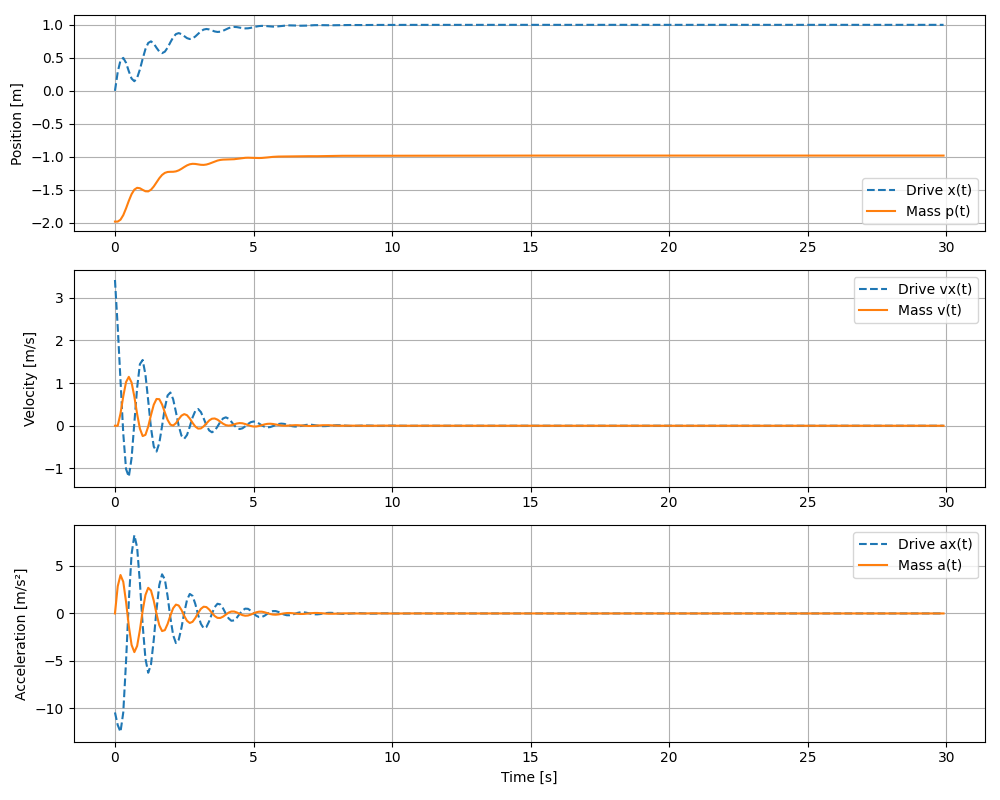 Position [m]
1.0
0.5
0.0
−0.5
−1.0
−1.5
−2.0
Drive x(t)
Mass p(t)
0 5 10 15 20 25 30
Velocity [m/s]
3
2
1
0
−1
Drive vx(t)
Mass v(t)
0 5 10 15 20 25 30
Acceleration [m/s²]
5
0
−5
−10
Drive ax(t)
Mass a(t)
0 5 10 15 20 25 30
Time [s]